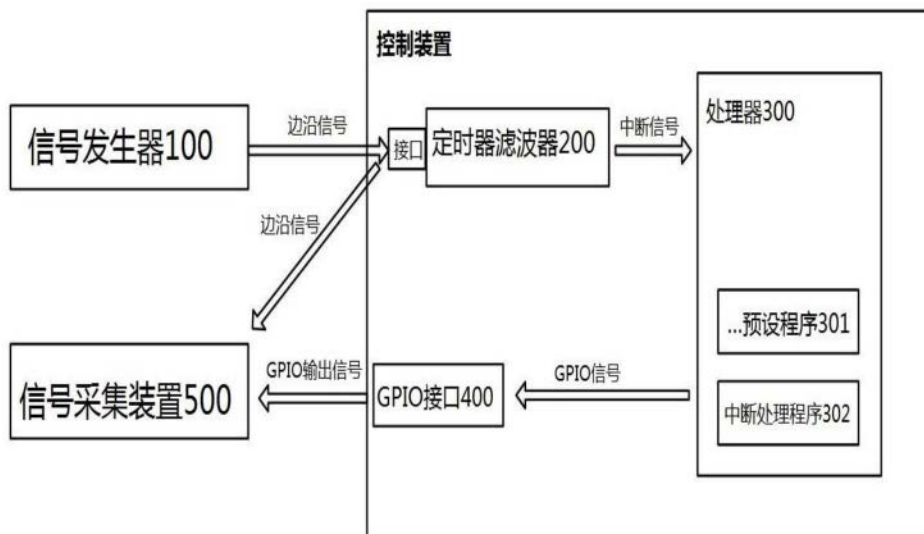 控制装置
信号发生器100
边沿信号
接口
定时器滤波器200
中断信号
处理器300
边沿信号
...预设程序301
信号采集装置500
GPIO输出信号
GPIO接口400
GPIO信号
中断处理程序302